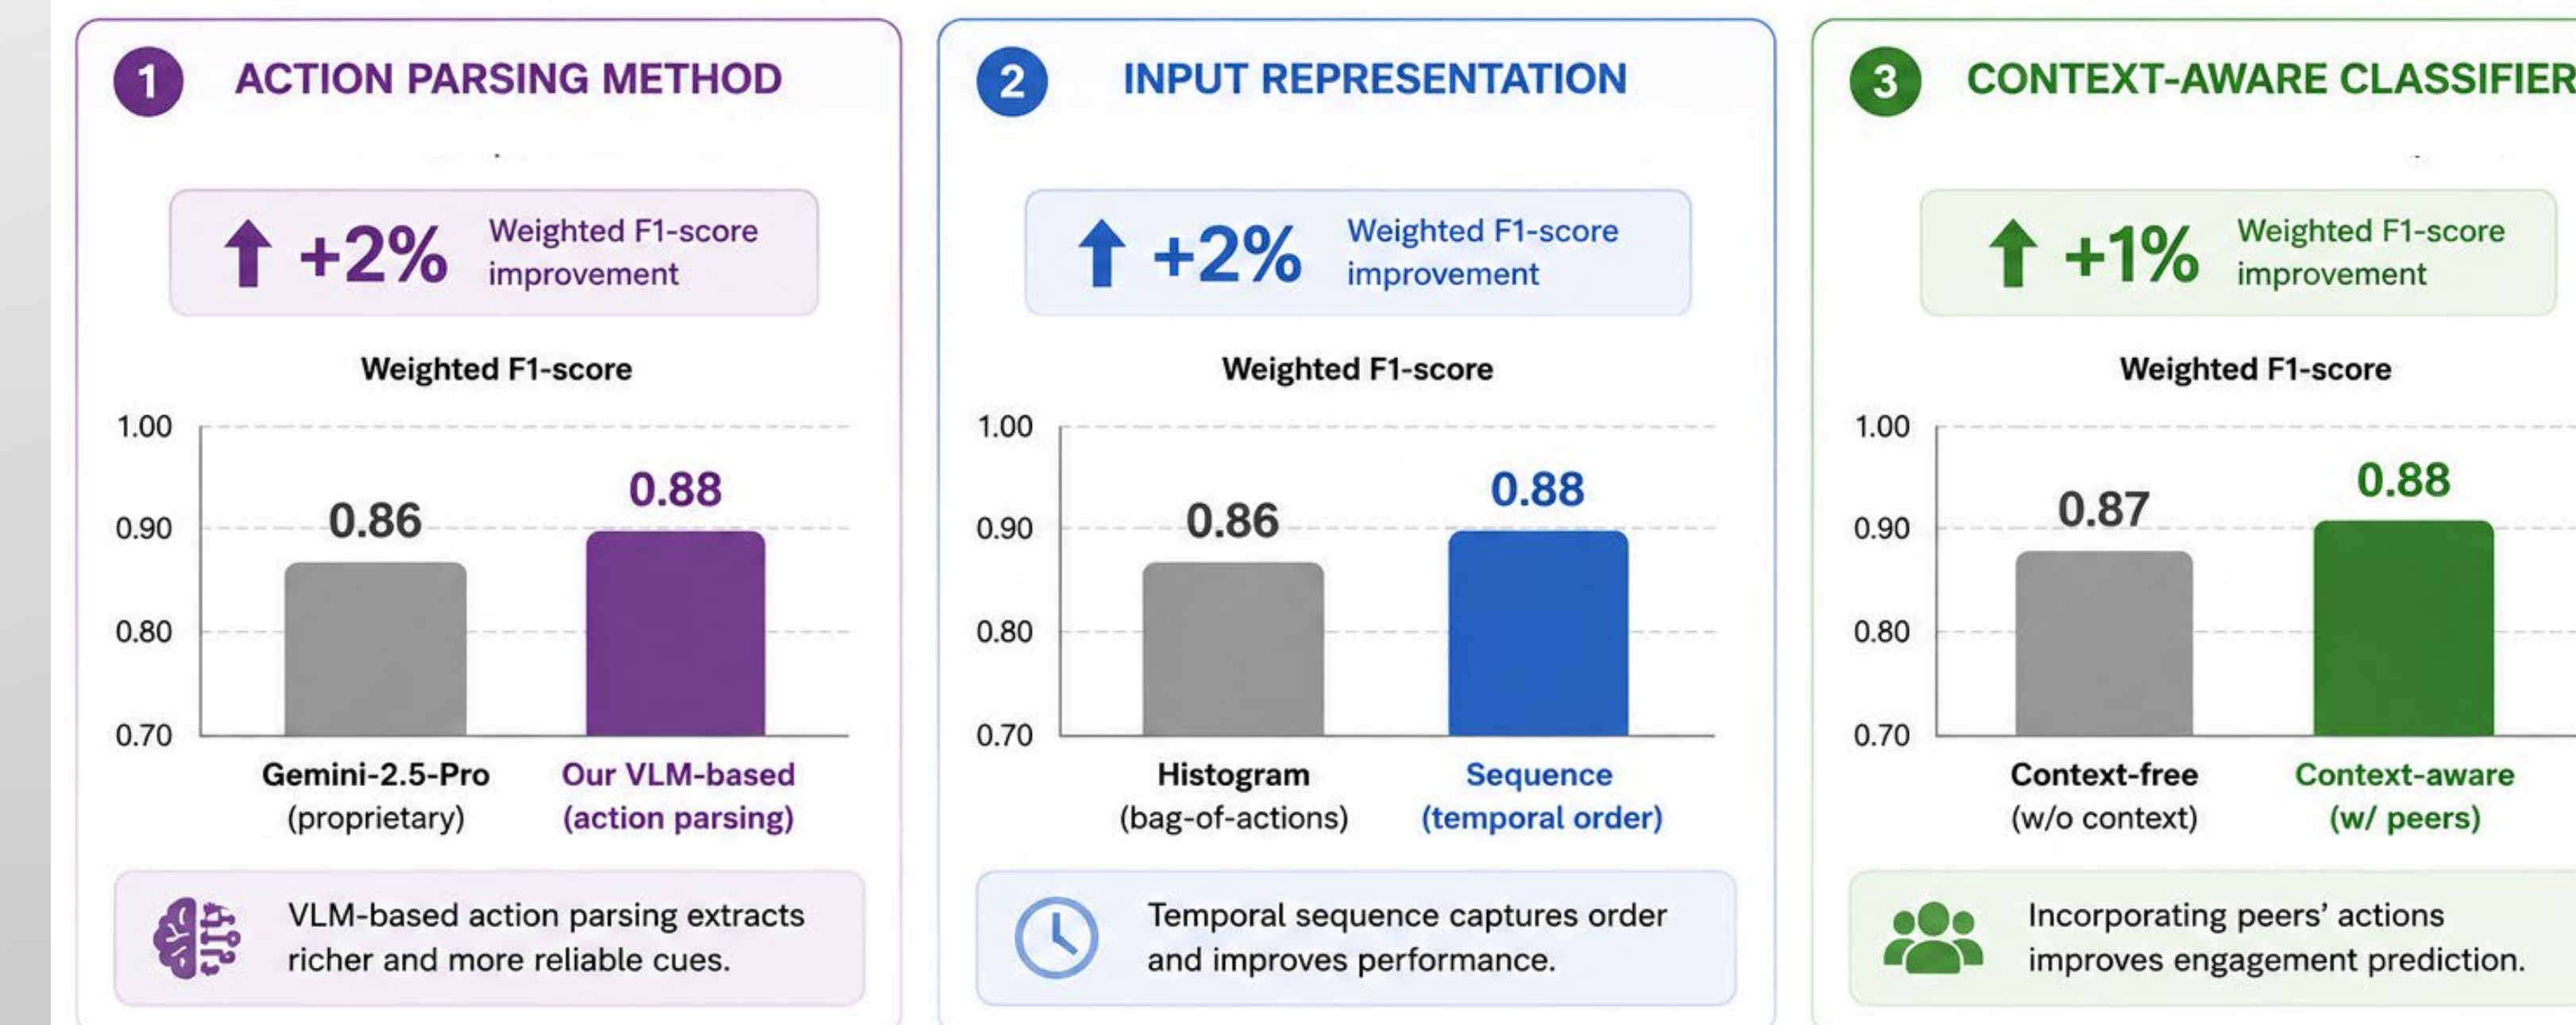 1 ACTION PARSING METHOD
+2% Weighted F1-score
improvement
Weighted F1-score
1.00
0.90
0.80
0.70
0.86
0.88
Gemini-2.5-Pro
(proprietary)
Our VLM-based
(action parsing)
VLM-based action parsing extracts
richer and more reliable cues.
2 INPUT REPRESENTATION
+2% Weighted F1-score
improvement
Weighted F1-score
1.00
0.90
0.80
0.70
0.86
0.88
Histogram
(bag-of-actions)
Sequence
(temporal order)
Temporal sequence captures order
and improves performance.
3 CONTEXT-AWARE CLASSIFIER
+1% Weighted F1-score
improvement
Weighted F1-score
1.00
0.90
0.80
0.70
0.87
0.88
Context-free
(w/o context)
Context-aware
(w/ peers)
Incorporating peers’ actions
improves engagement prediction.